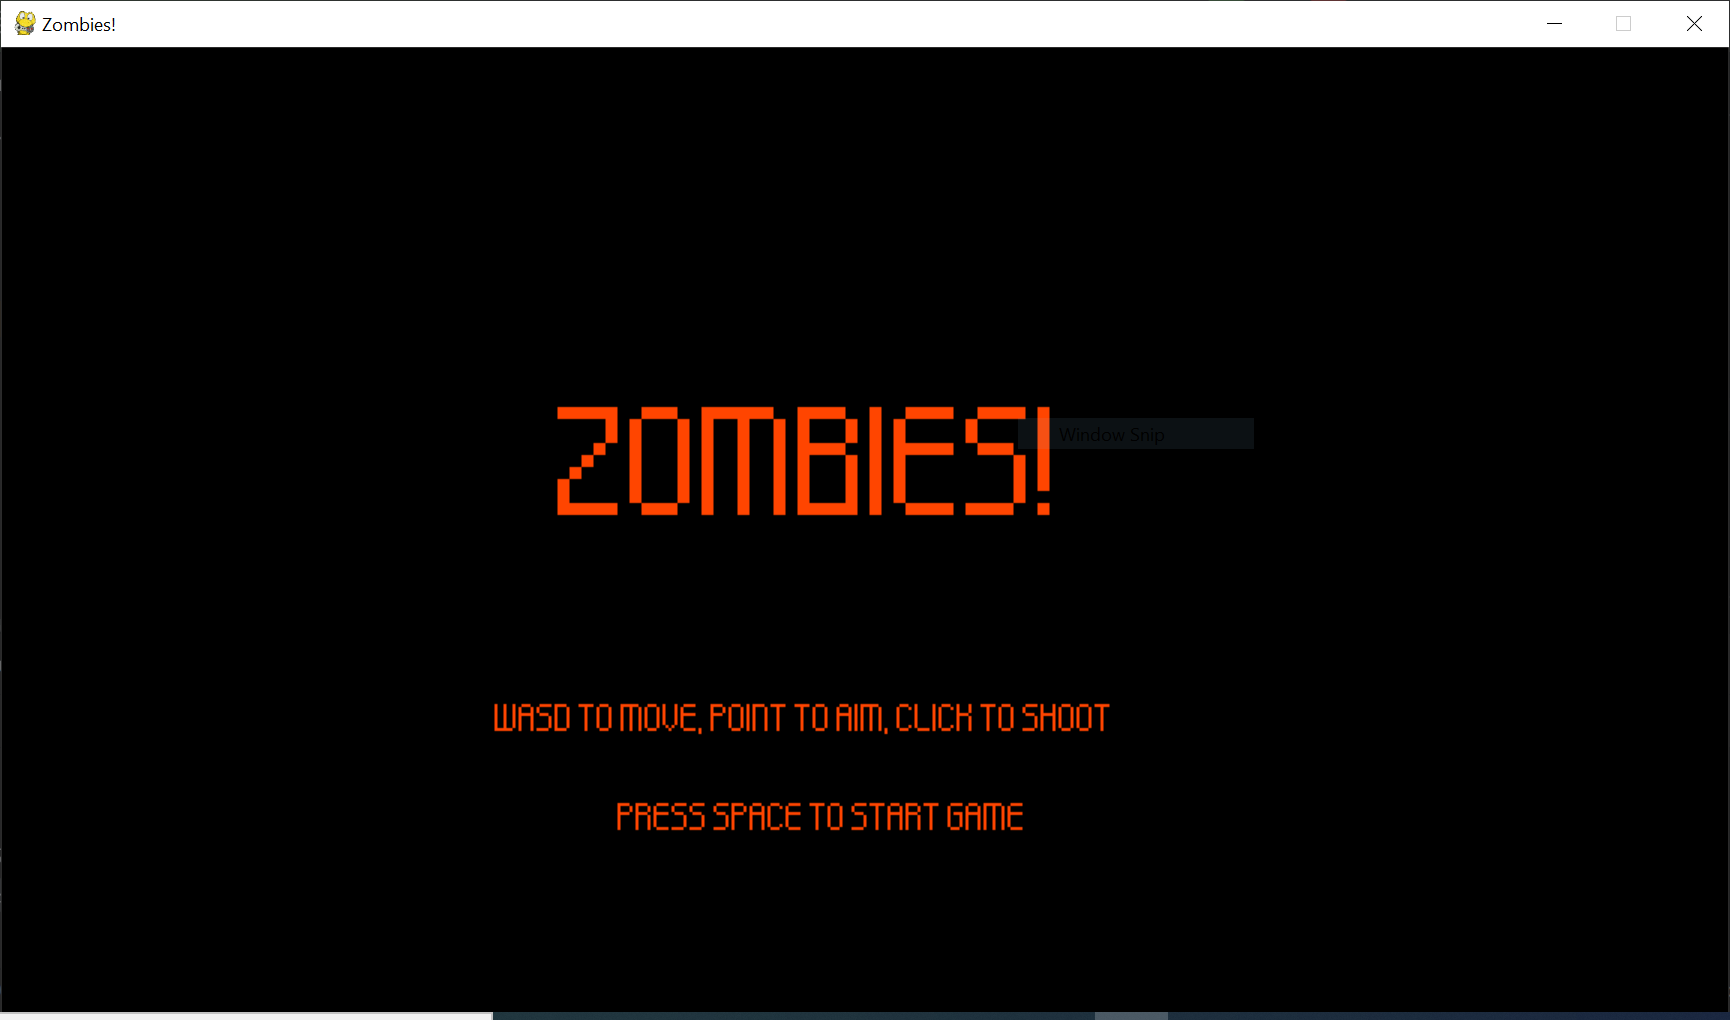 Zombies!
ZOMBIES!
Window Snip
WASD TO MOVE, POINT TO AIM, CLICK TO SHOOT
PRESS SPACE TO START GAME